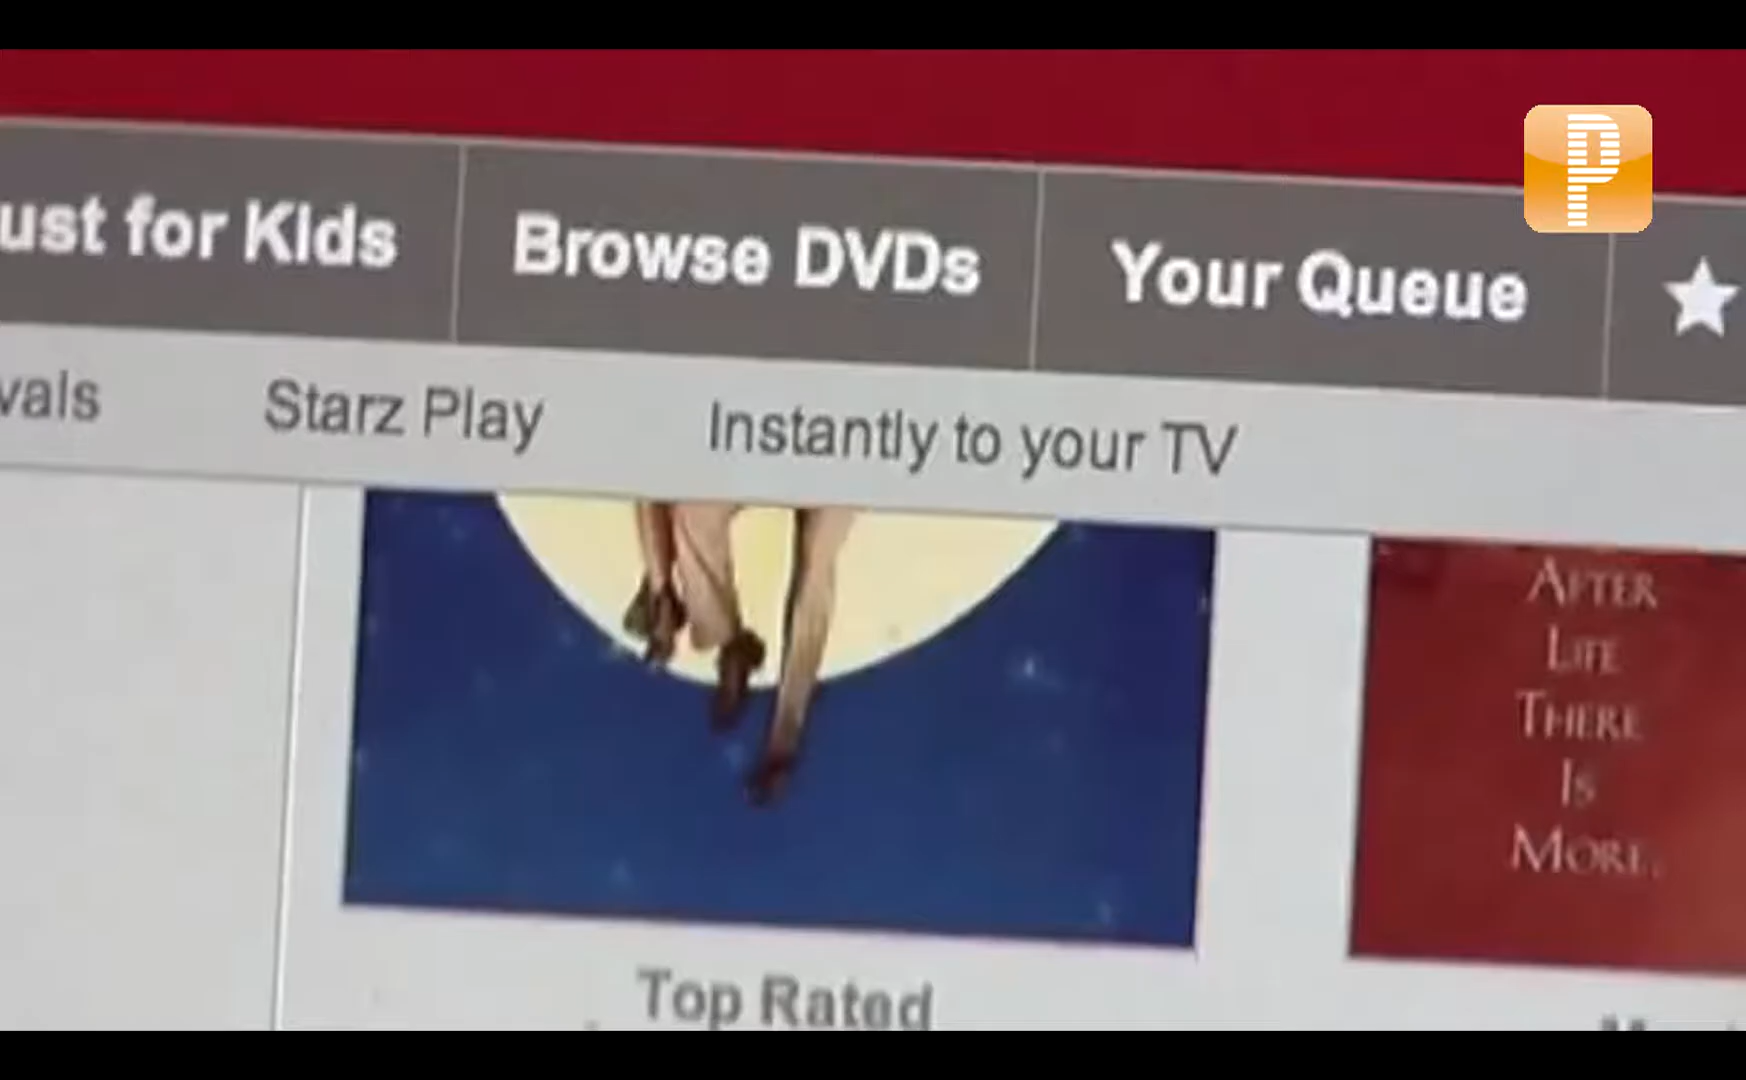 ust for Kids
Browse DVDs
Your Queue
vals
Starz Play
Instantly to your TV
P
AFTER
LIFE
THERE
IS
MORE.
Top Rated